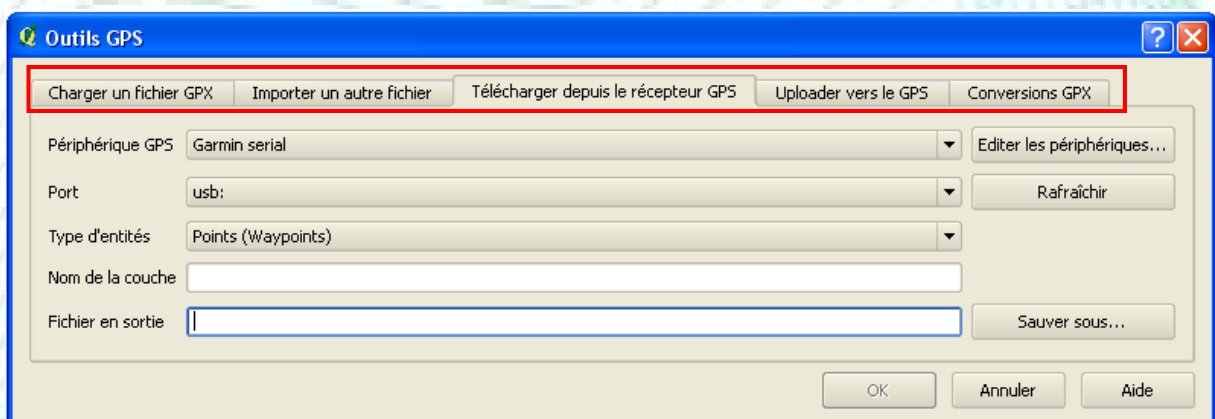 Outils GPS
Charger un fichier GPX Importer un autre fichier Télécharger depuis le récepteur GPS Uploader vers le GPS Conversions GPX
Périphérique GPS Garmin serial Editer les périphériques...
Port usb: Rafraîchir
Type d'entités Points (Waypoints)
Nom de la couche
Fichier en sortie Sauver sous...
OK Annuler Aide